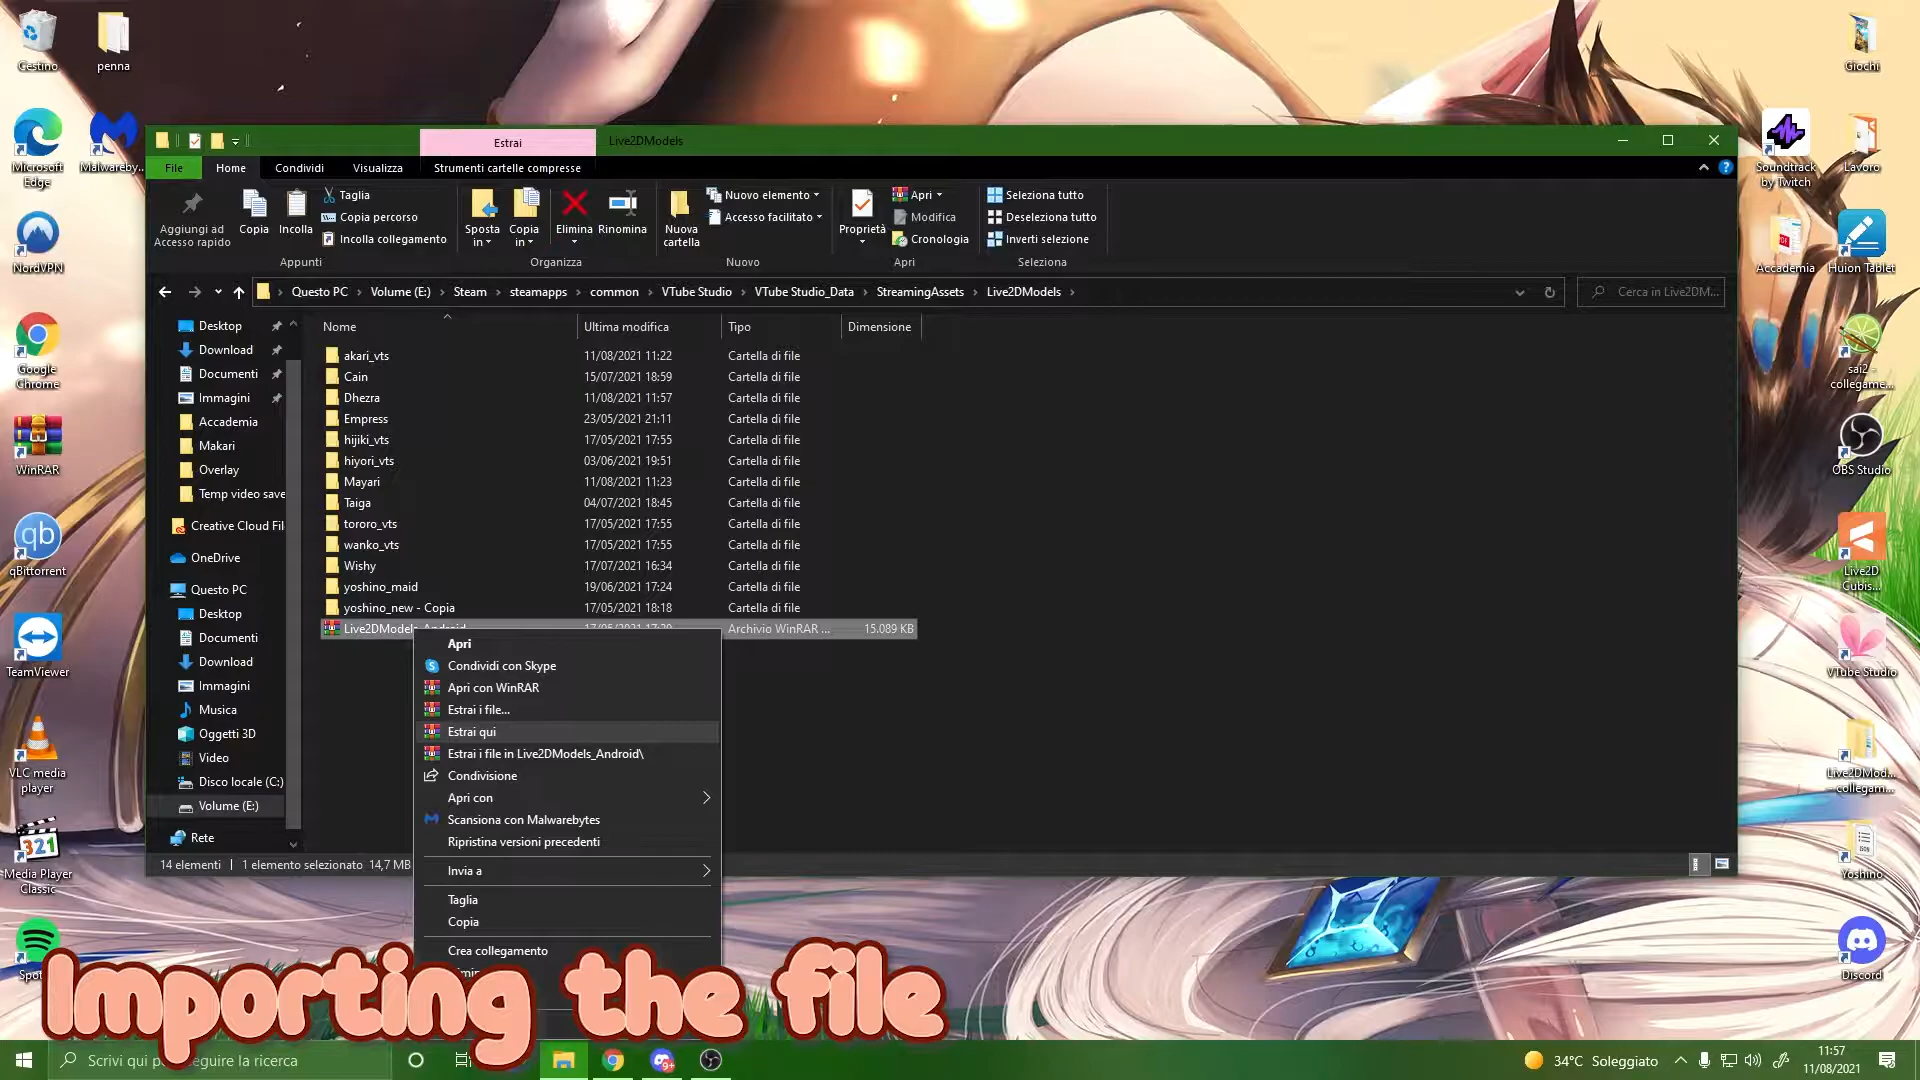 Cestino
penna
Microsoft
Edge
Malwareby...
NordVPN
Google
Chrome
WinRAR
qBittorrent
TeamViewer
VLC media
player
Media Player
Classic
Giochi
Soundtrack
by Twitch
Lavoro
Accademia
Huion Tablet
sai2 -
collegame...
OBS Studio
Live2D
Cubis...
VTube Studio
Live2DMod...
- collegam...
Yoshino
Discord
Estrai
Live2DModels
File
Home
Condividi
Visualizza
Strumenti cartelle compresse
Aggiungi ad
Accesso rapido
Copia
Incolla
Taglia
Copia percorso
Incolla collegamento
Appunti
Sposta
in
Copia
in
Elimina
Rinomina
Organizza
Nuova
cartella
Nuovo elemento
Accesso facilitato
Nuovo
Proprietà
Apri
Modifica
Cronologia
Apri
Seleziona tutto
Deseleziona tutto
Inverti selezione
Seleziona
Questo PC > Volume (E:) > Steam > steamapps > common > VTube Studio > VTube Studio_Data > StreamingAssets > Live2DModels >
Cerca in Live2DM...
Desktop
Download
Documenti
Immagini
Accademia
Makari
Overlay
Temp video save
Creative Cloud Fil
OneDrive
Questo PC
Desktop
Documenti
Download
Immagini
Musica
Oggetti 3D
Video
Disco locale (C:)
Volume (E:)
Rete
Nome Ultima modifica Tipo Dimensione
akari_vts 11/08/2021 11:22 Cartella di file
Cain 15/07/2021 18:59 Cartella di file
Dhezra 11/08/2021 11:57 Cartella di file
Empress 23/05/2021 21:11 Cartella di file
hijiki_vts 17/05/2021 17:55 Cartella di file
hiyori_vts 03/06/2021 19:51 Cartella di file
Mayari 11/08/2021 11:23 Cartella di file
Taiga 04/07/2021 18:45 Cartella di file
tororo_vts 17/05/2021 17:55 Cartella di file
wanko_vts 17/05/2021 17:55 Cartella di file
Wishy 17/07/2021 16:34 Cartella di file
yoshino_maid 19/06/2021 17:24 Cartella di file
yoshino_new - Copia 17/05/2021 18:18 Cartella di file
Live2DModels_Android Archivio WinRAR ... 15.089 KB
Apri
Condividi con Skype
Apri con WinRAR
Estrai i file...
Estrai qui
Estrai i file in Live2DModels_Android\
Condivisione
Apri con
Scansiona con Malwarebytes
Ripristina versioni precedenti
Invia a
Taglia
Copia
Crea collegamento
14 elementi | 1 elemento selezionato 14,7 MB
Importing the file
34°C Soleggiato
11:57
11/08/2021